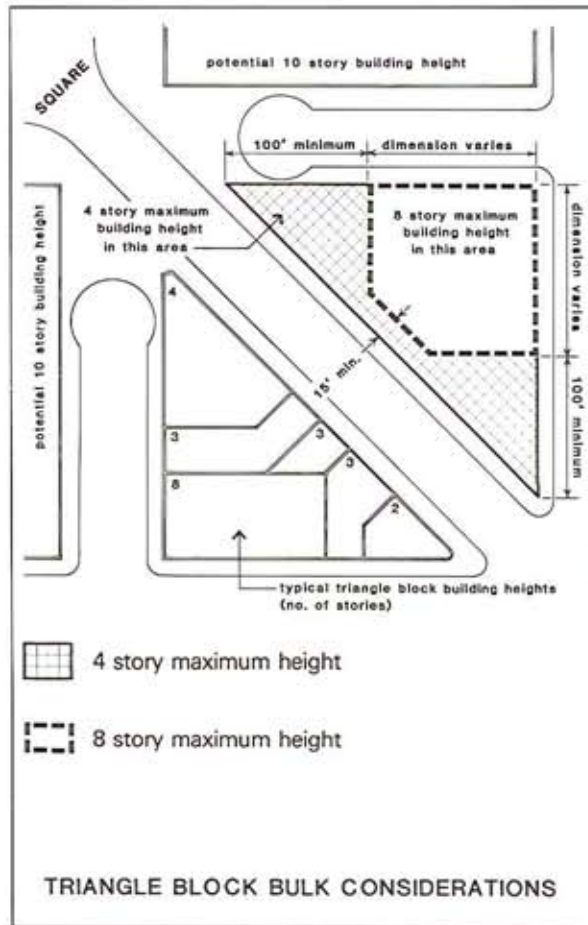 potential 10 story building height
SQUARE
100' minimum
dimension varies
4 story maximum
building height
in this area
8 story maximum
building height
in this area
dimension varies
100' minimum
potential 10 story building height
15' min.
4
3
3
3
8
2
typical triangle block building heights
(no. of stories)
4 story maximum height
8 story maximum height
TRIANGLE BLOCK BULK CONSIDERATIONS